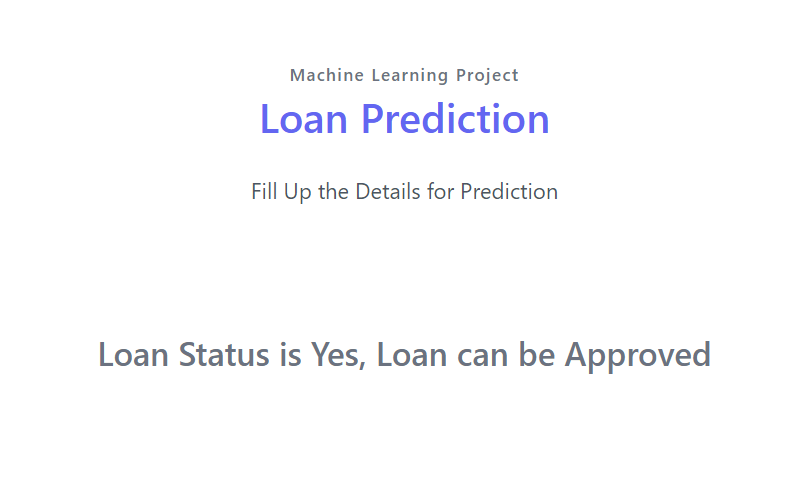 Machine Learning Project
Loan Prediction
Fill Up the Details for Prediction
Loan Status is Yes, Loan can be Approved